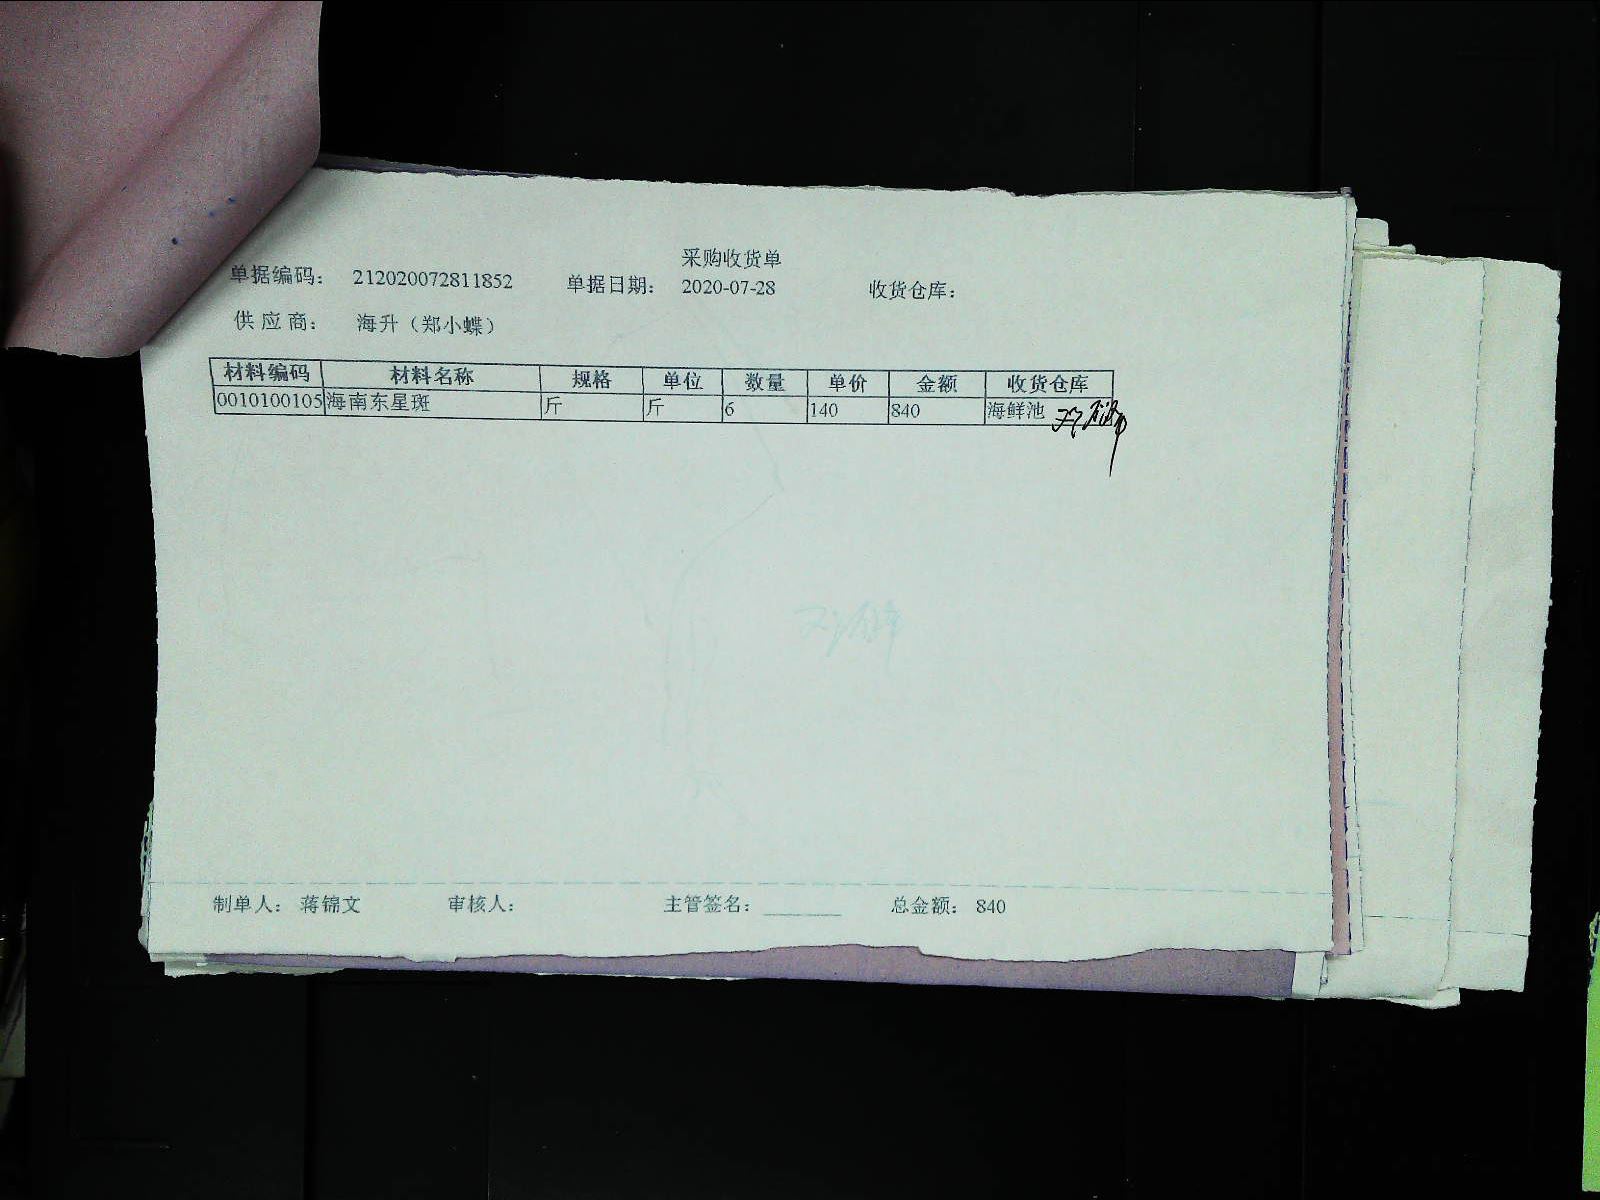 采购收货单
单据编码： 212020072811852 单据日期： 2020-07-28 收货仓库：
供应商： 海升（郑小蝶）
材料编码 材料名称 规格 单位 数量 单价 金额 收货仓库
0010100105 海南东星斑 斤 斤 6 140 840 海鲜池
制单人： 蒋锦文 审核人： 主管签名：________ 总金额： 840